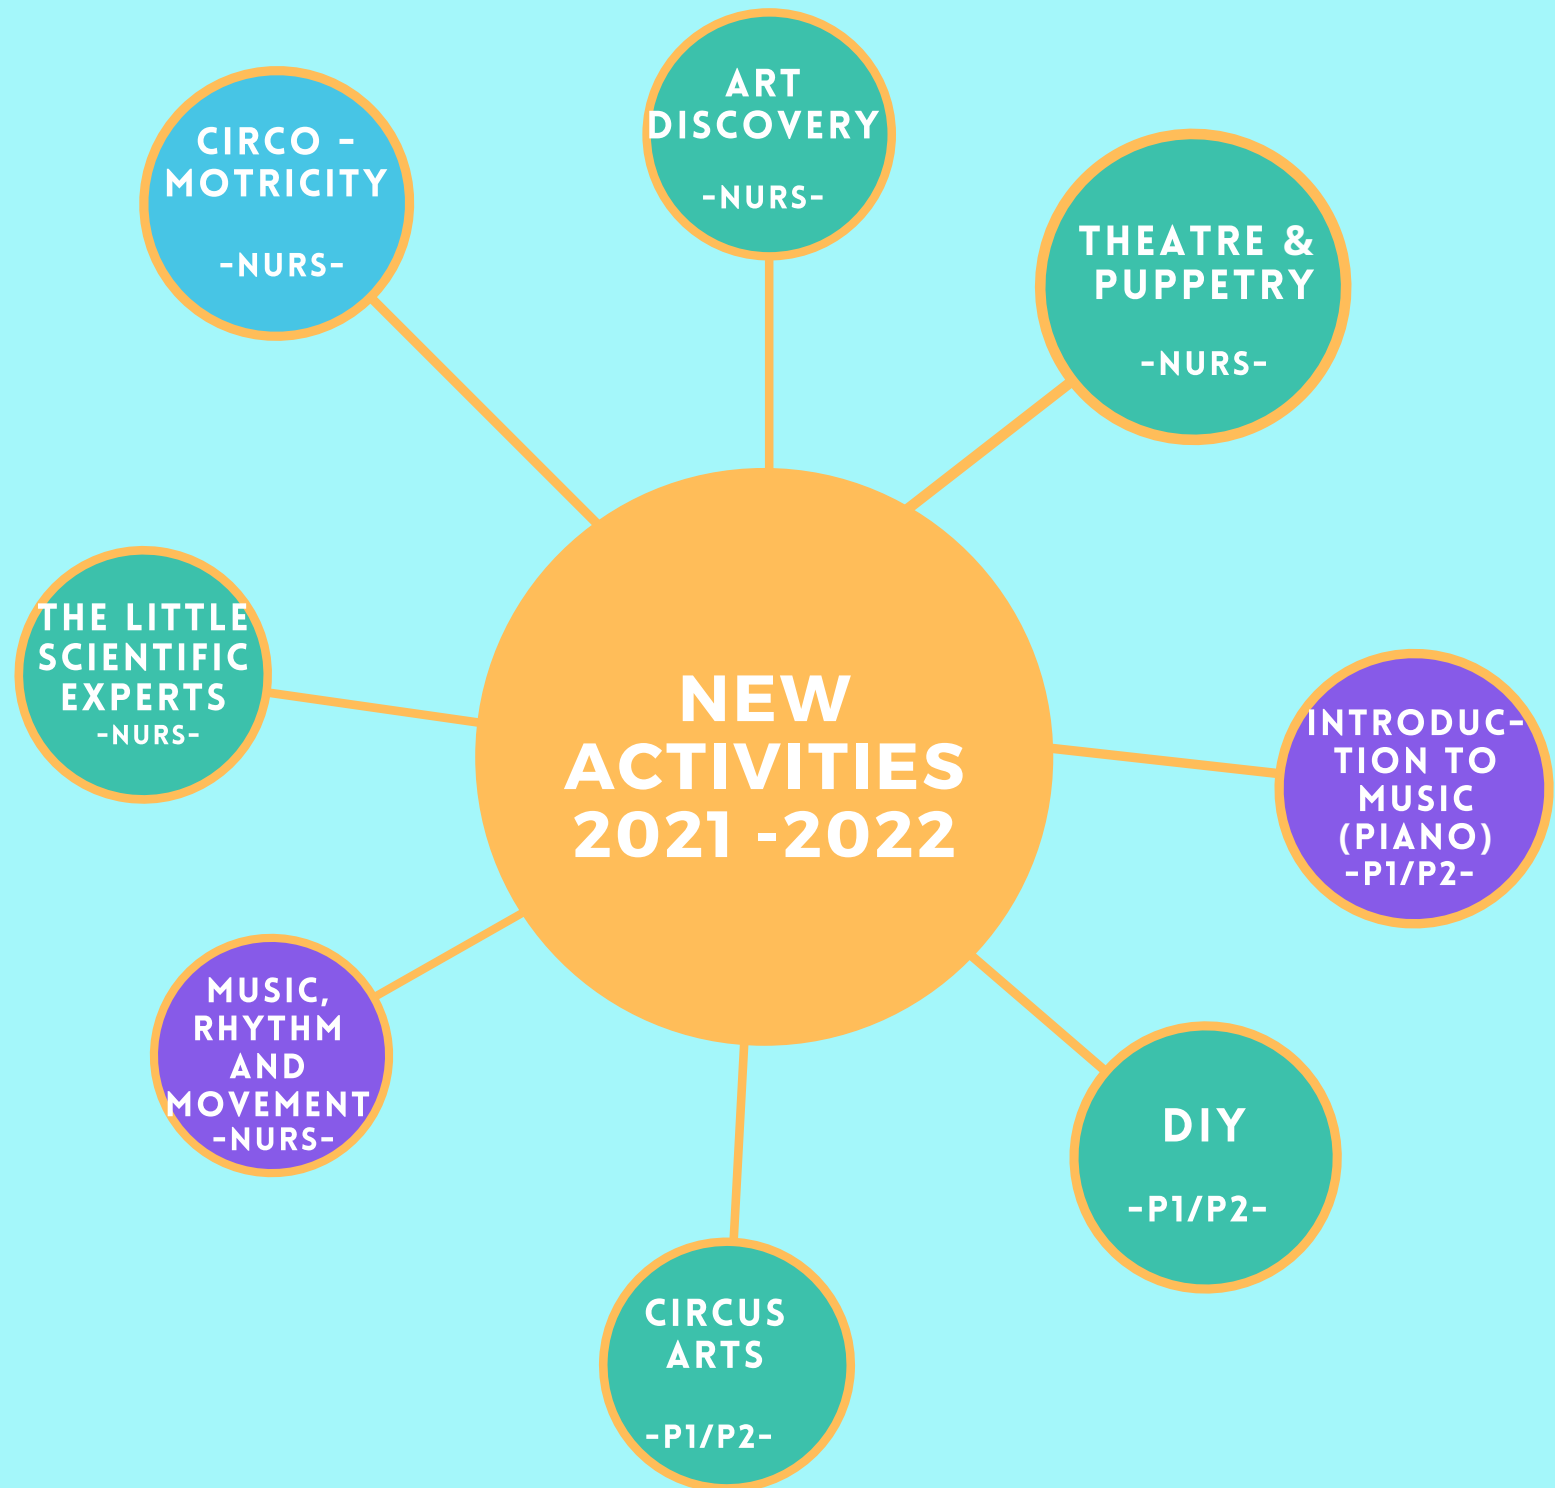 ART
DISCOVERY
-NURS-
CIRCO -
MOTRICITY
-NURS-
THEATRE &
PUPPETRY
-NURS-
THE LITTLE
SCIENTIFIC
EXPERTS
-NURS-
NEW
ACTIVITIES
2021 -2022
INTRODUC-
TION TO
MUSIC
(PIANO)
-P1/P2-
MUSIC,
RHYTHM
AND
MOVEMENT
-NURS-
DIY
-P1/P2-
CIRCUS
ARTS
-P1/P2-